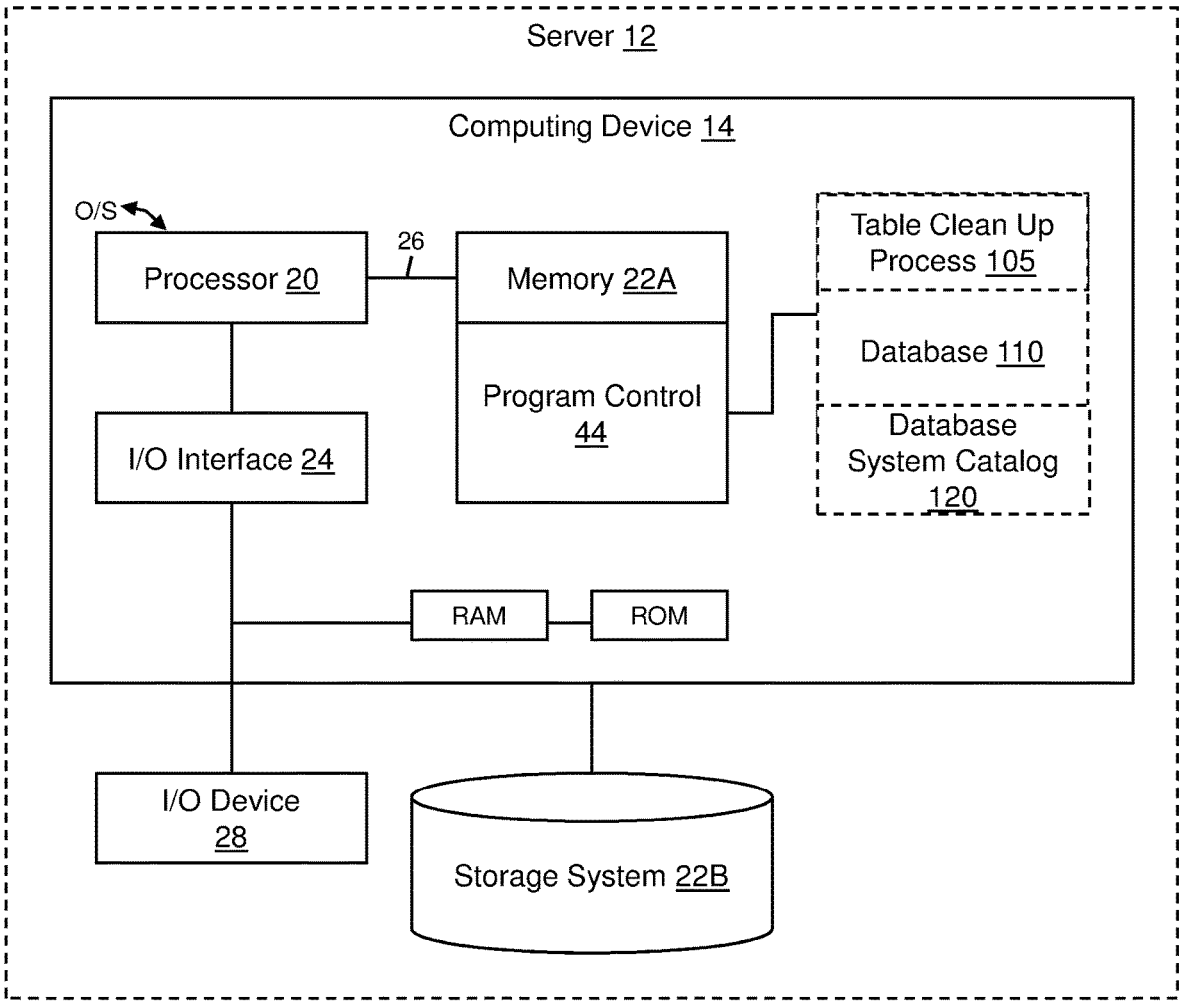 Server 12
Computing Device 14
O/S
Processor 20
26
Memory 22A
Table Clean Up
Process 105
Database 110
Program Control
44
Database
System Catalog
120
I/O Interface 24
RAM
ROM
I/O Device
28
Storage System 22B